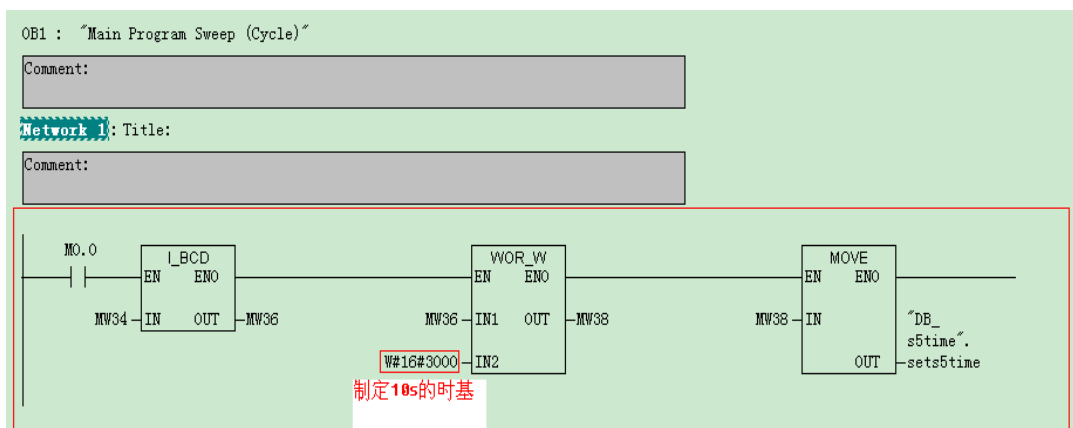 OB1 : "Main Program Sweep (Cycle)"
Comment:
Network 1: Title:
Comment:
M0.0
I_BCD
WOR_W
MOVE
EN ENO
EN ENO
EN ENO
MW34 IN OUT MW36
MW36 IN1 OUT MW38
MW38 IN
"DB_
s5time".
OUT sets5time
W#16#3000 IN2
制定10s的时基